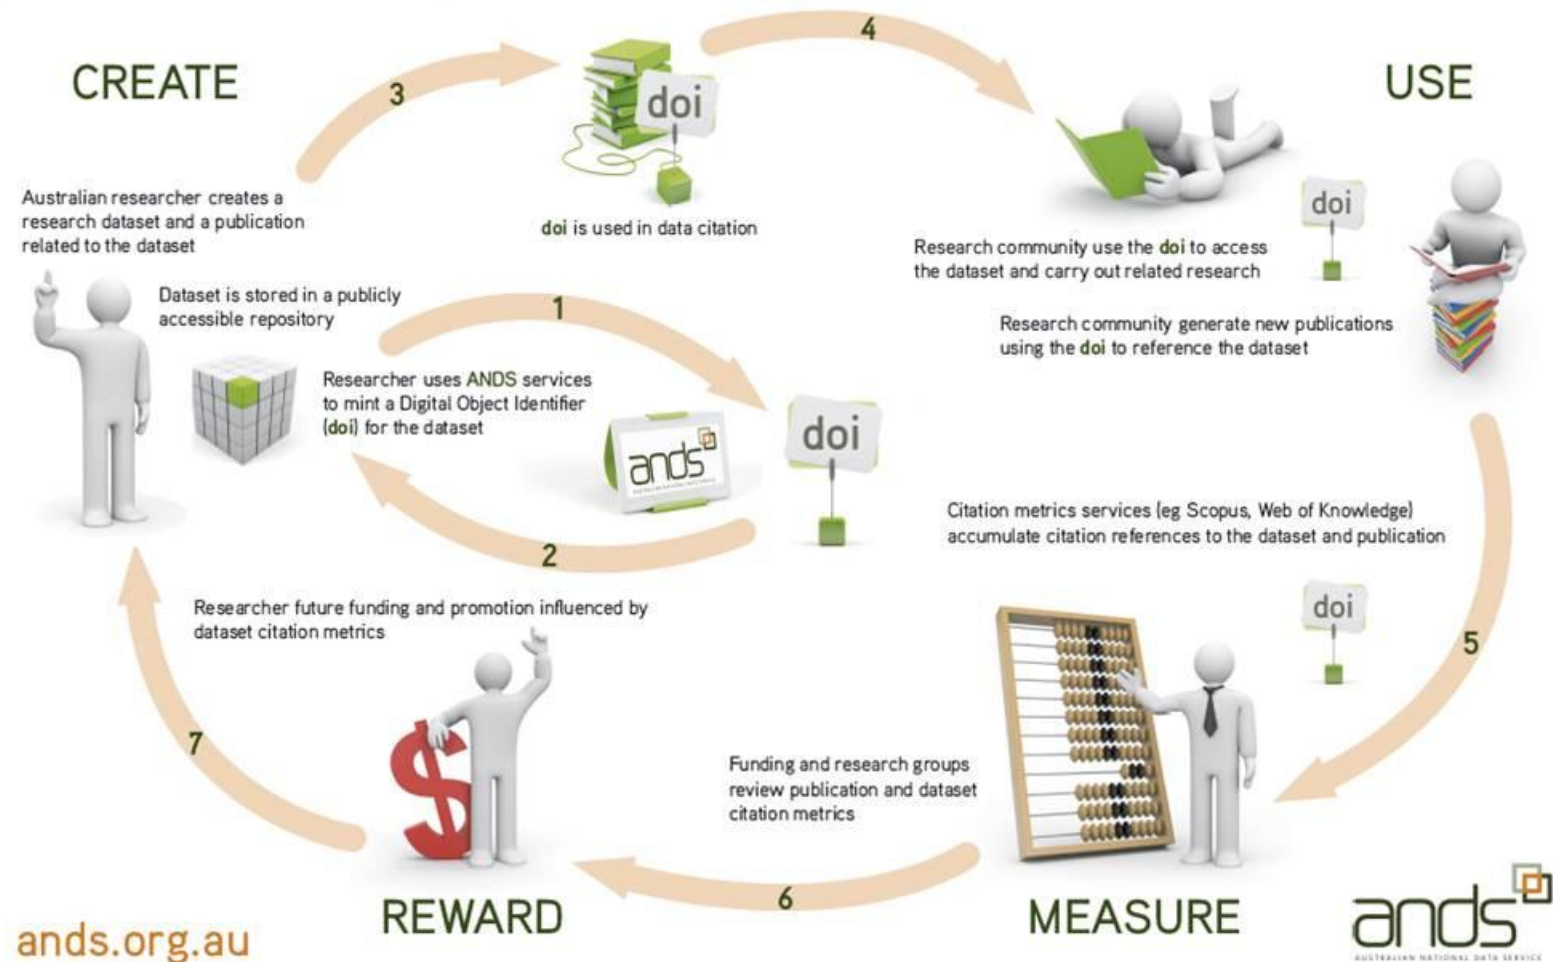 CREATE
3
4
USE
doi
Australian researcher creates a
research dataset and a publication
related to the dataset
doi is used in data citation
doi
Research community use the doi to access
the dataset and carry out related research
Dataset is stored in a publicly
accessible repository
1
Research community generate new publications
using the doi to reference the dataset
Researcher uses ANDS services
to mint a Digital Object Identifier
(doi) for the dataset
ands
doi
2
Citation metrics services (eg Scopus, Web of Knowledge)
accumulate citation references to the dataset and publication
doi
5
Researcher future funding and promotion influenced by
dataset citation metrics
7
Funding and research groups
review publication and dataset
citation metrics
6
REWARD
MEASURE
ands.org.au
ands
AUSTRALIAN NATIONAL DATA SERVICE